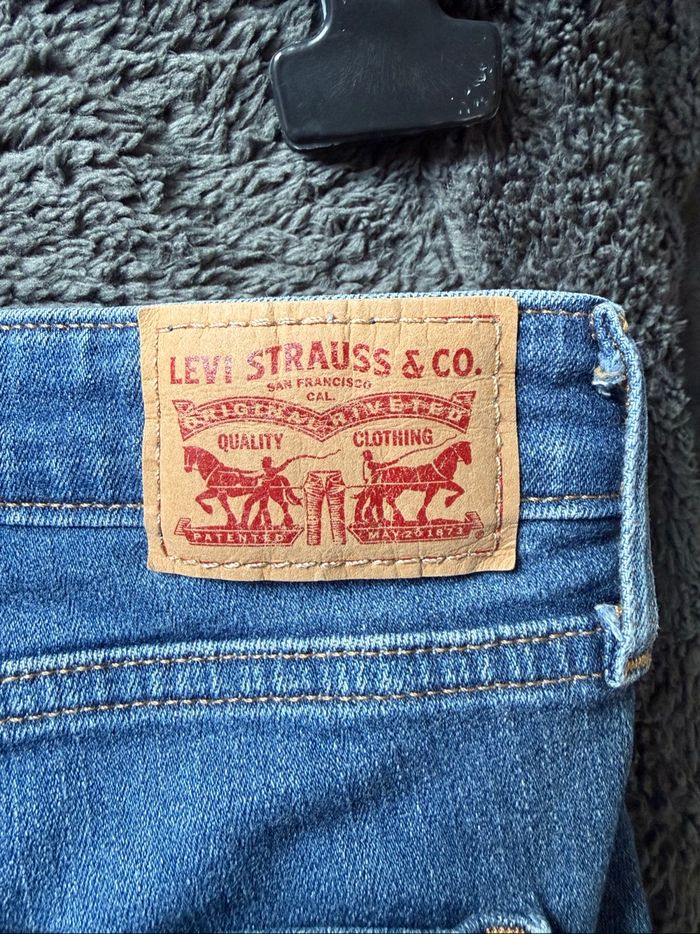 LEVI STRAUSS & CO.
SAN FRANCISCO
CAL.
ORIGINAL RIVETED
QUALITY CLOTHING
PATENTED MAY 20 1873